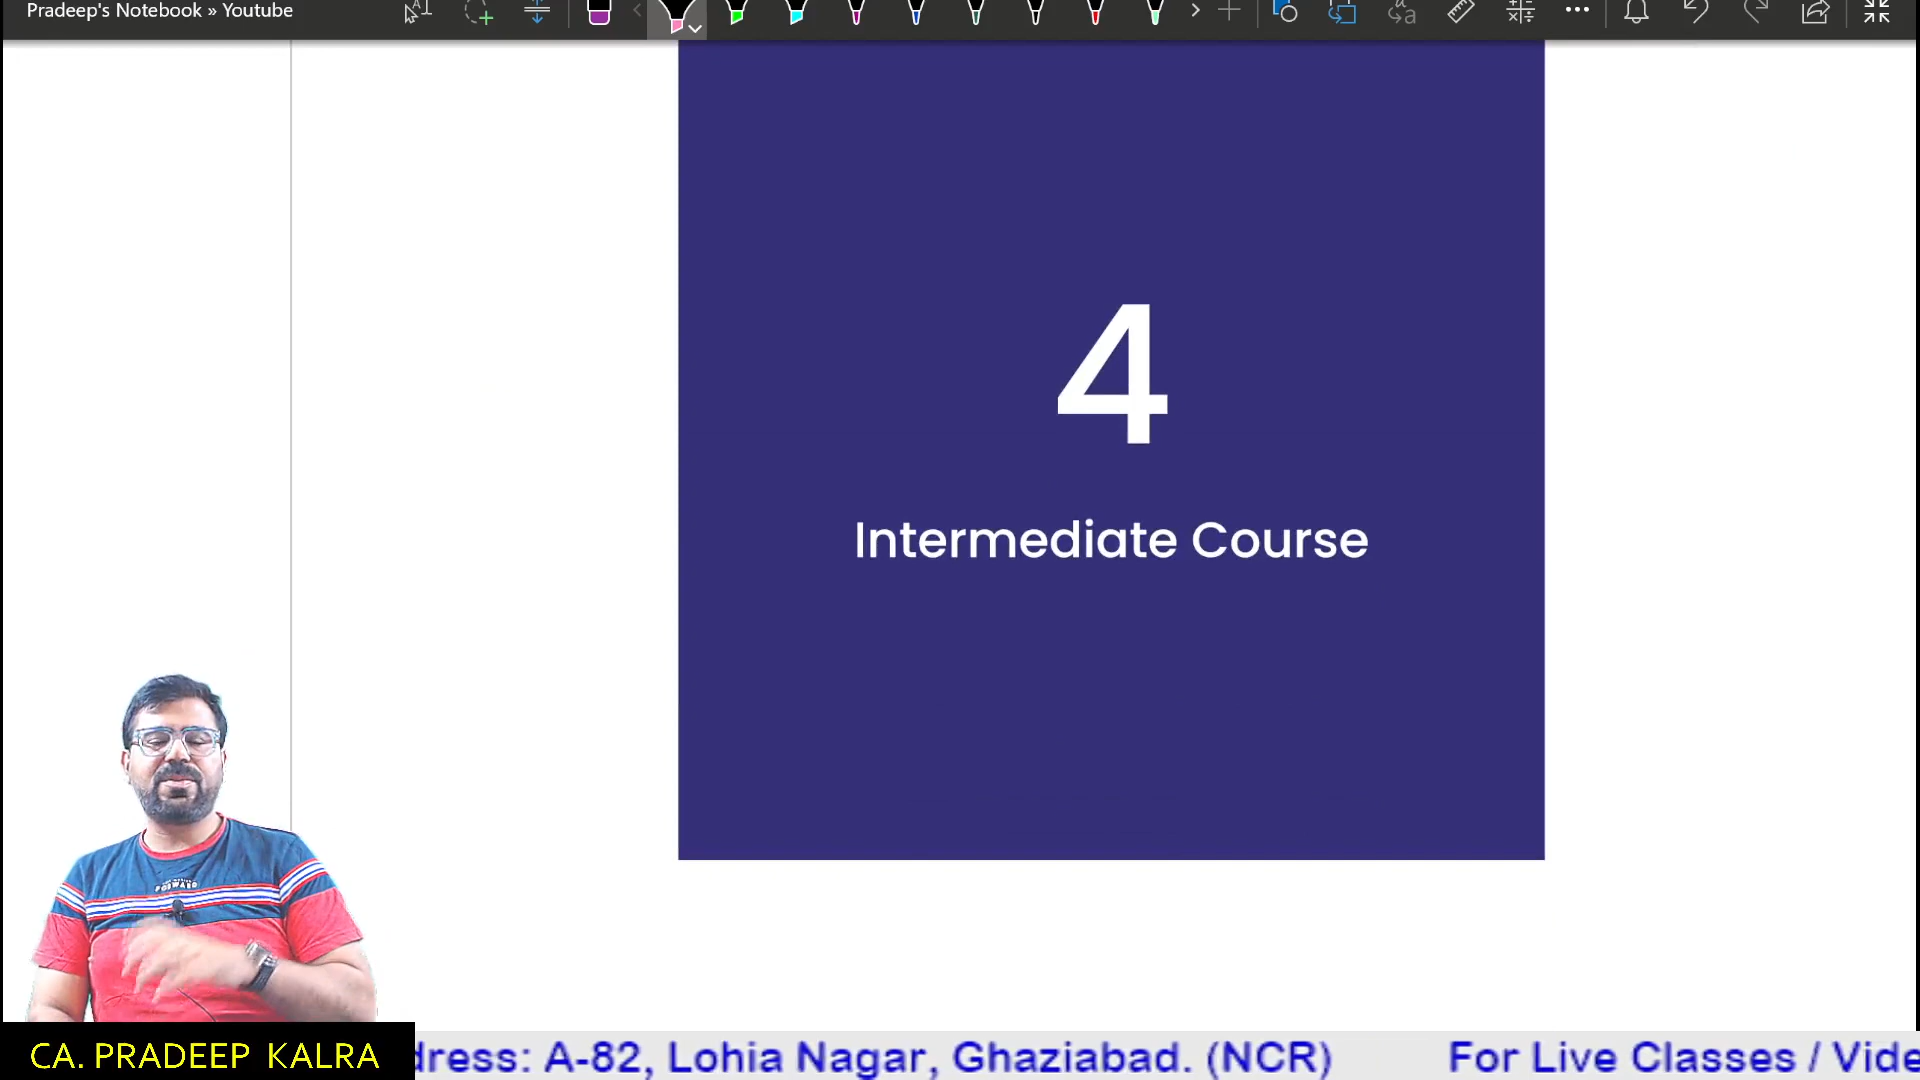 Pradeep's Notebook » Youtube
4
Intermediate Course
FORWARD
CA. PRADEEP KALRA
dress: A-82, Lohia Nagar, Ghaziabad. (NCR) For Live Classes / Vide